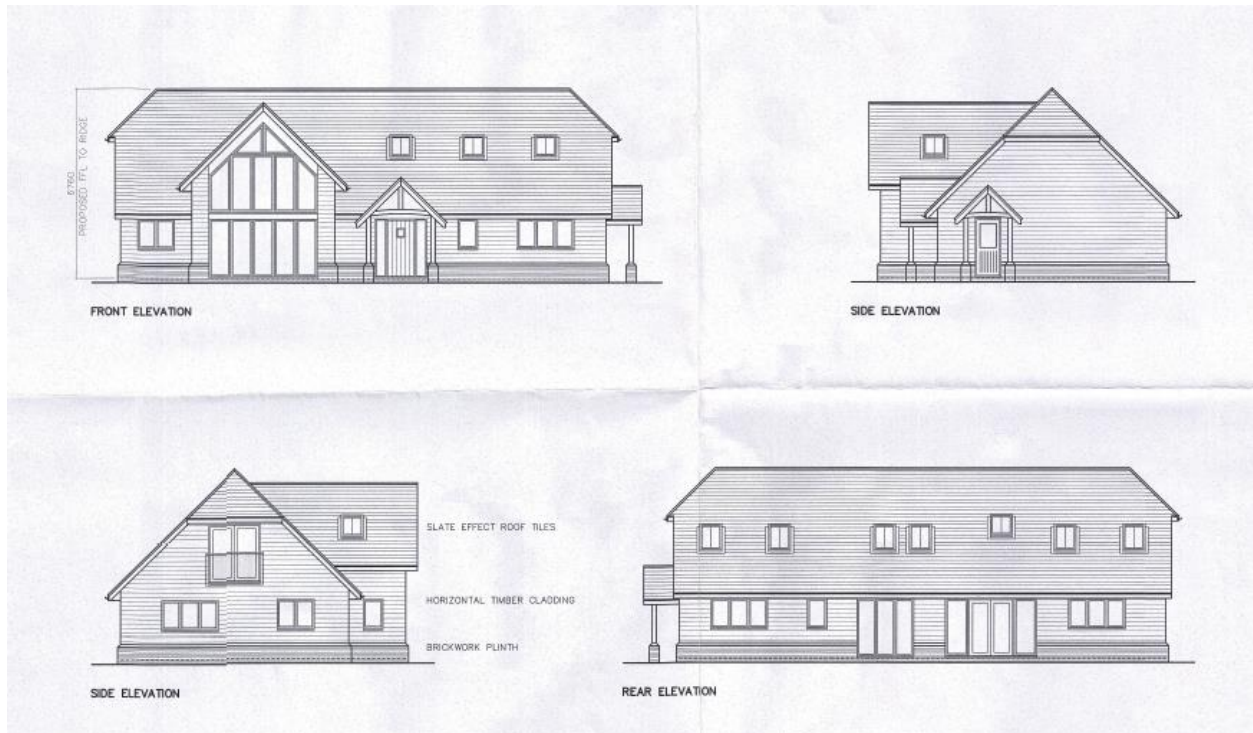 6760
PROPOSED FFL TO RIDGE
FRONT ELEVATION
SIDE ELEVATION
SLATE EFFECT ROOF TILES
HORIZONTAL TIMBER CLADDING
BRICKWORK PLINTH
SIDE ELEVATION
REAR ELEVATION